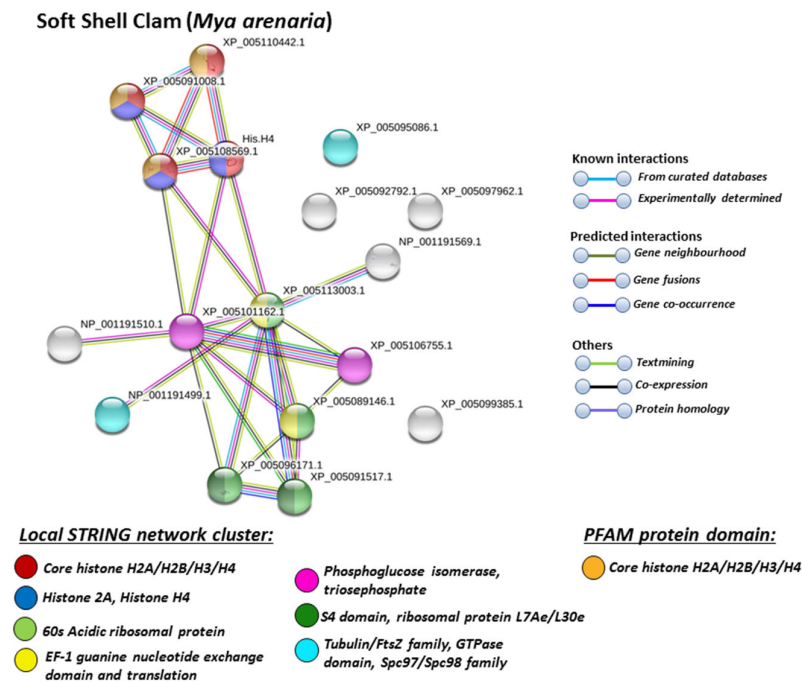 Soft Shell Clam (Mya arenaria)
XP_005110442.1
XP_005091008.1
His.H4
XP_005108569.1
XP_005095086.1
XP_005092792.1
XP_005097962.1
NP_001191569.1
XP_005113003.1
XP_005101162.1
NP_001191510.1
XP_005106755.1
NP_001191499.1
XP_005089146.1
XP_005099385.1
XP_005096171.1
XP_005091517.1
Known interactions
From curated databases
Experimentally determined
Predicted interactions
Gene neighbourhood
Gene fusions
Gene co-occurrence
Others
Textmining
Co-expression
Protein homology
Local STRING network cluster:
Core histone H2A/H2B/H3/H4
Histone 2A, Histone H4
60s Acidic ribosomal protein
EF-1 guanine nucleotide exchange
domain and translation
Phosphoglucose isomerase,
triosephosphate
S4 domain, ribosomal protein L7Ae/L30e
Tubulin/FtsZ family, GTPase
domain, Spc97/Spc98 family
PFAM protein domain:
Core histone H2A/H2B/H3/H4